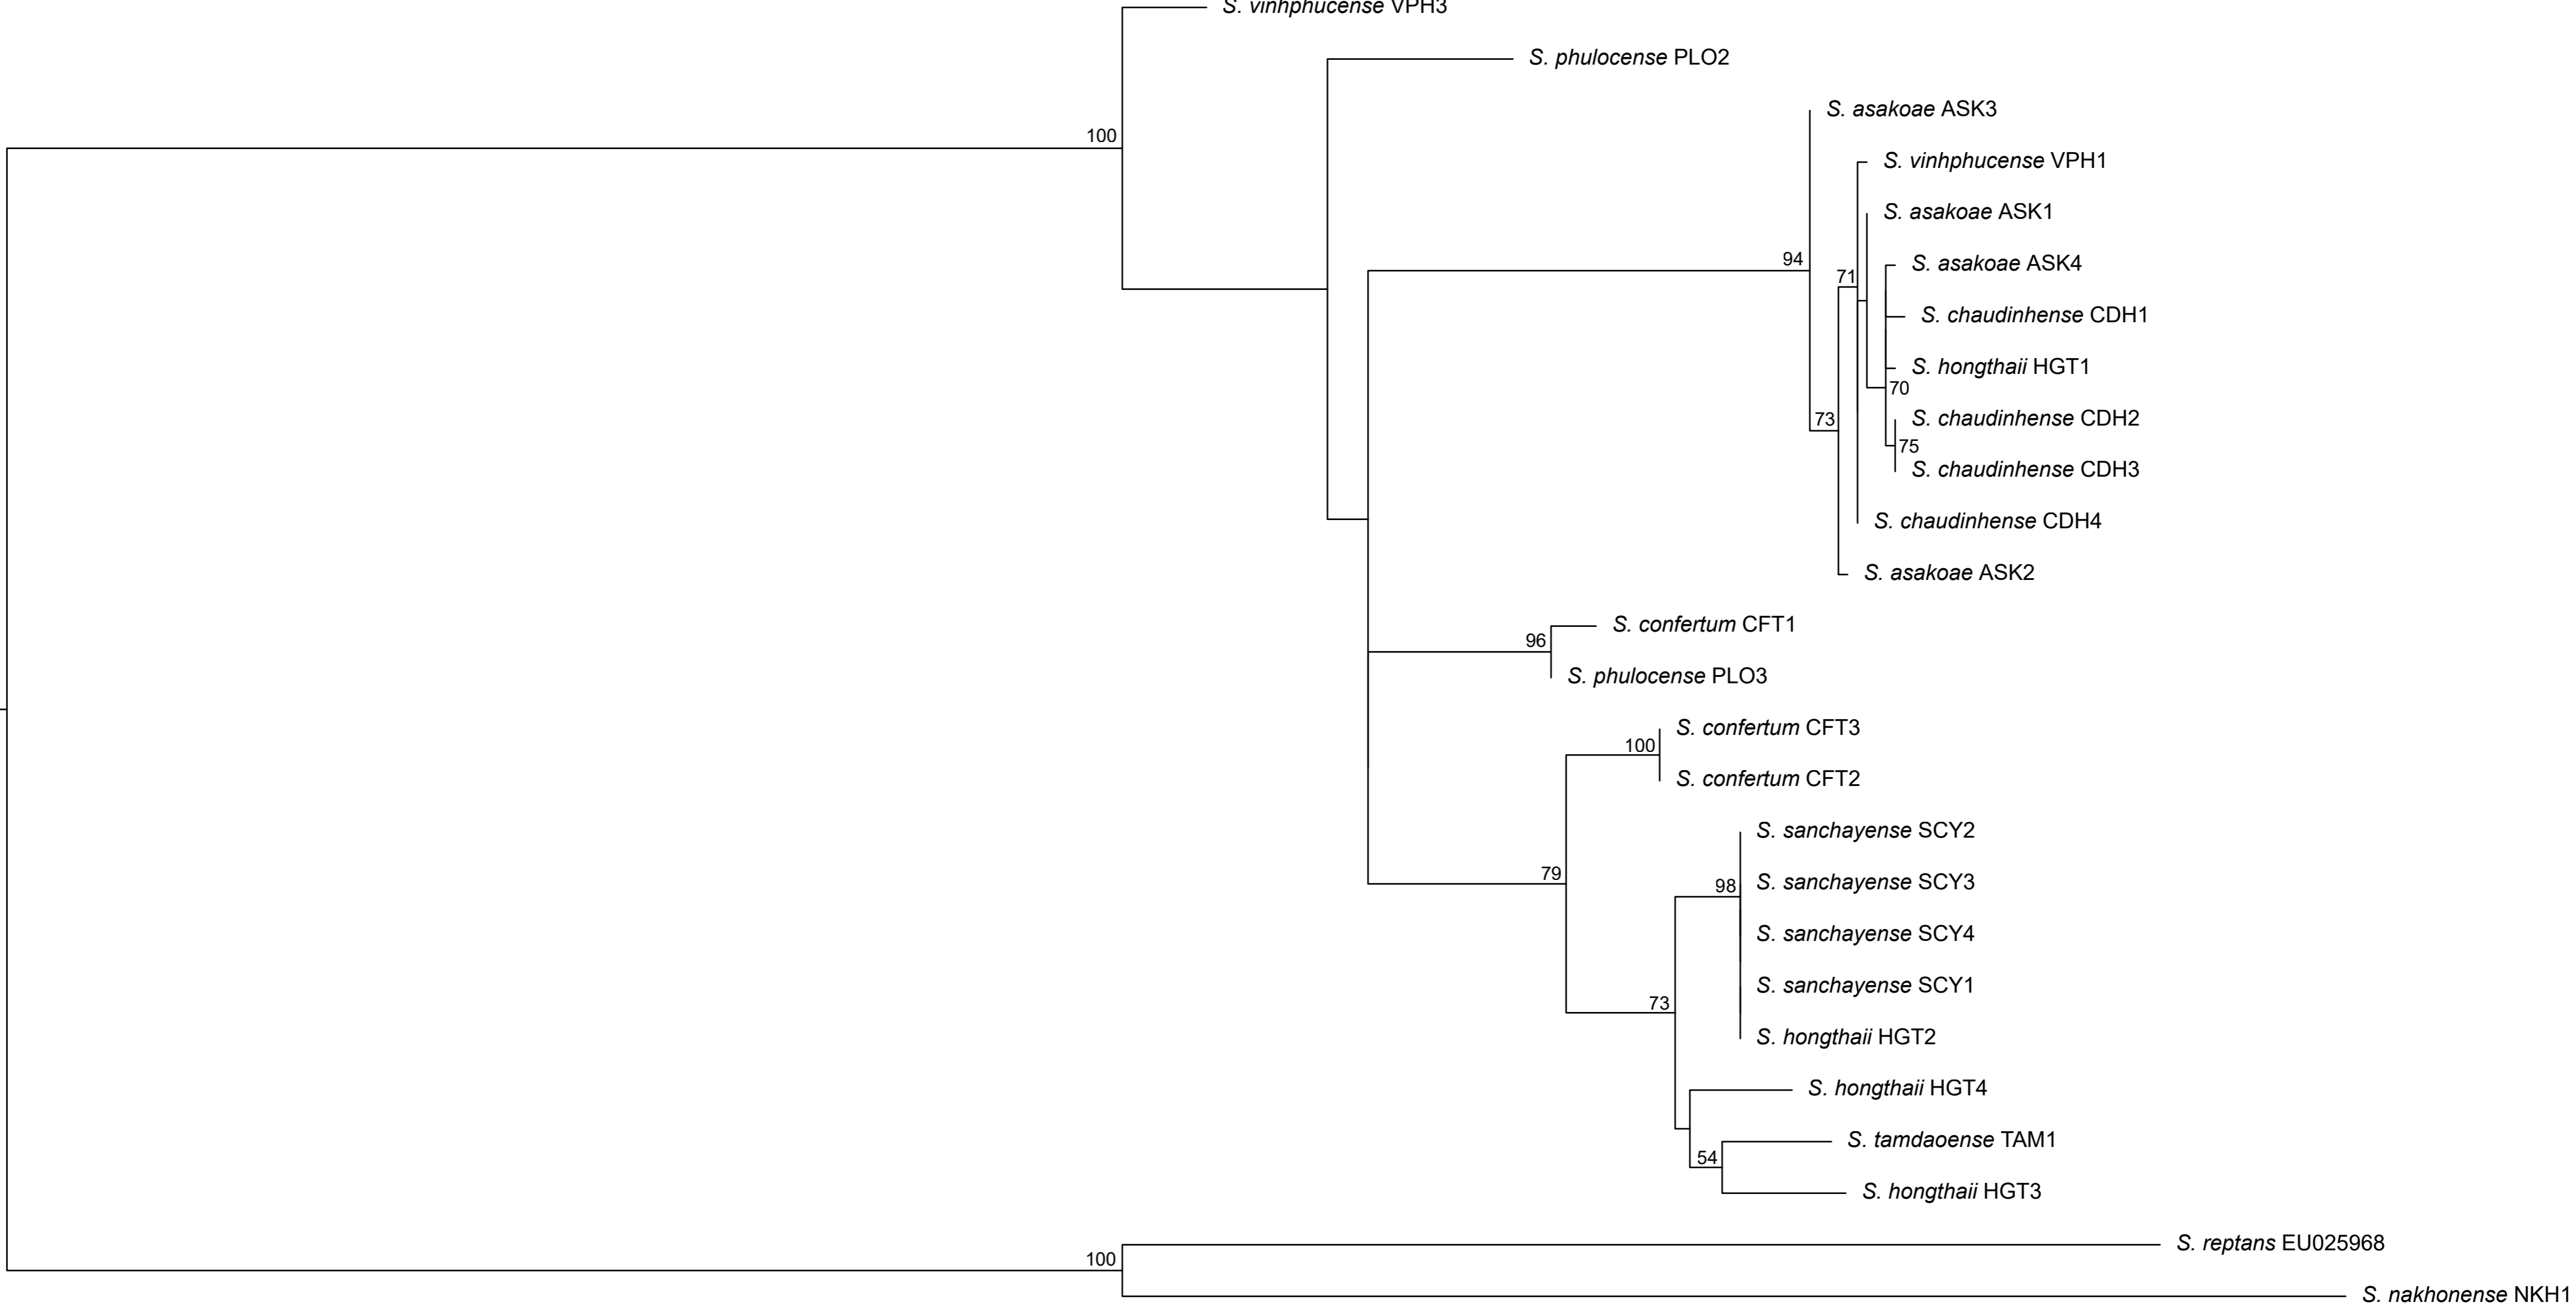 S. vinhphucense VPH3
S. phulocense PLO2
S. asakoae ASK3
100
S. vinhphucense VPH1
S. asakoae ASK1
94
S. asakoae ASK4
71
S. chaudinhense CDH1
S. hongthaii HGT1
70
73
S. chaudinhense CDH2
75
S. chaudinhense CDH3
S. chaudinhense CDH4
S. asakoae ASK2
S. confertum CFT1
96
S. phulocense PLO3
S. confertum CFT3
100
S. confertum CFT2
S. sanchayense SCY2
79
S. sanchayense SCY3
98
S. sanchayense SCY4
S. sanchayense SCY1
73
S. hongthaii HGT2
S. hongthaii HGT4
S. tamdaoense TAM1
54
S. hongthaii HGT3
S. reptans EU025968
100
S. nakhonense NKH1